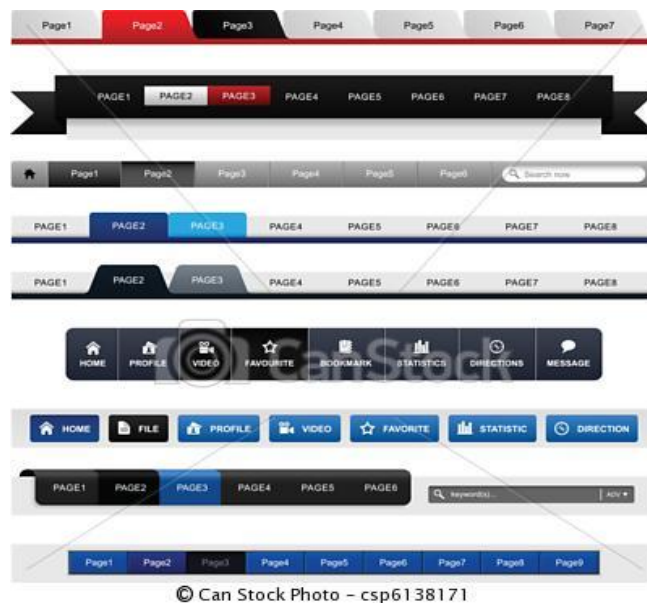 Page1 Page2 Page3 Page4 Page5 Page6 Page7
PAGE1 PAGE2 PAGE3 PAGE4 PAGE5 PAGE6 PAGE7 PAGE8
Page1 Page2 Page3 Page4 Page5 Page6 Search now
PAGE1 PAGE2 PAGE3 PAGE4 PAGE5 PAGE6 PAGE7 PAGE8
PAGE1 PAGE2 PAGE3 PAGE4 PAGE5 PAGE6 PAGE7 PAGE8
CanStock
HOME PROFILE VIDEO FAVOURITE BOOKMARK STATISTICS DIRECTIONS MESSAGE
HOME FILE PROFILE VIDEO FAVORITE STATISTIC DIRECTION
PAGE1 PAGE2 PAGE3 PAGE4 PAGE5 PAGE6 keyword(s)... ADV
Page1 Page2 Page3 Page4 Page5 Page6 Page7 Page8 Page9
© Can Stock Photo - csp6138171